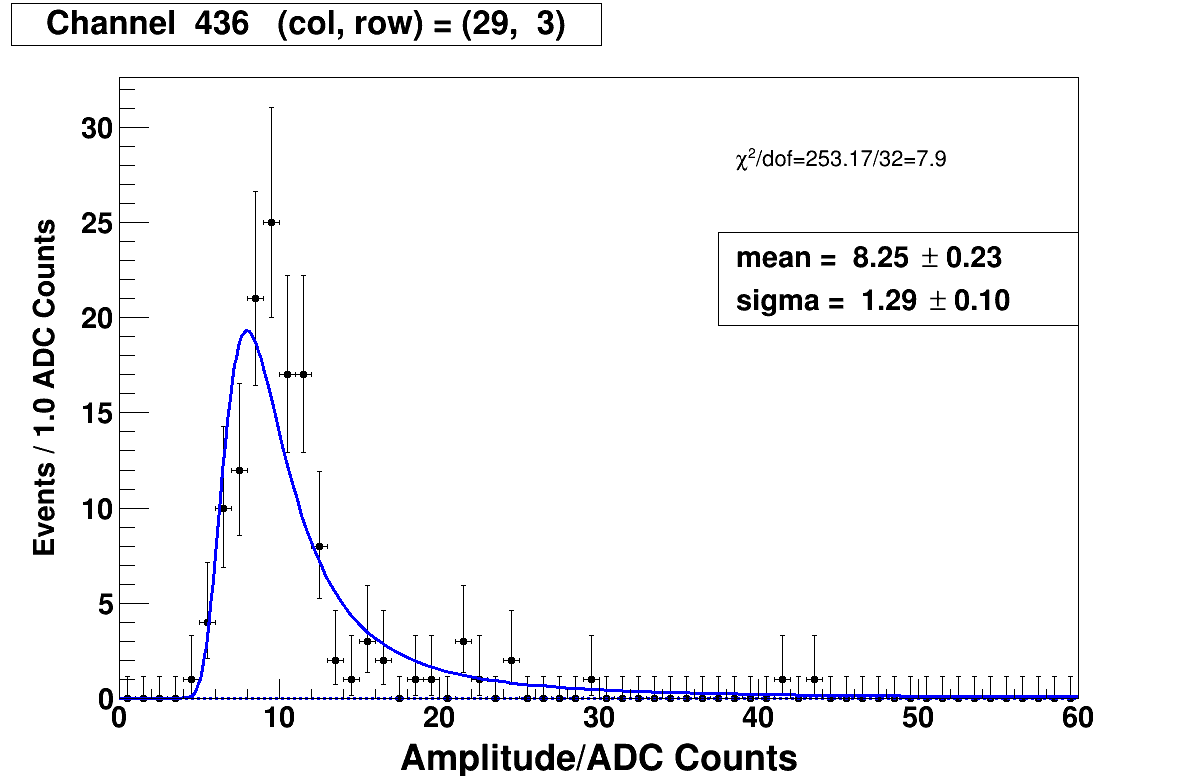 Channel 436 (col, row) = (29, 3)
χ²/dof=253.17/32=7.9
mean = 8.25 ± 0.23
sigma = 1.29 ± 0.10
Events / 1.0 ADC Counts
30
25
20
15
10
5
0
0 10 20 30 40 50 60
Amplitude/ADC Counts